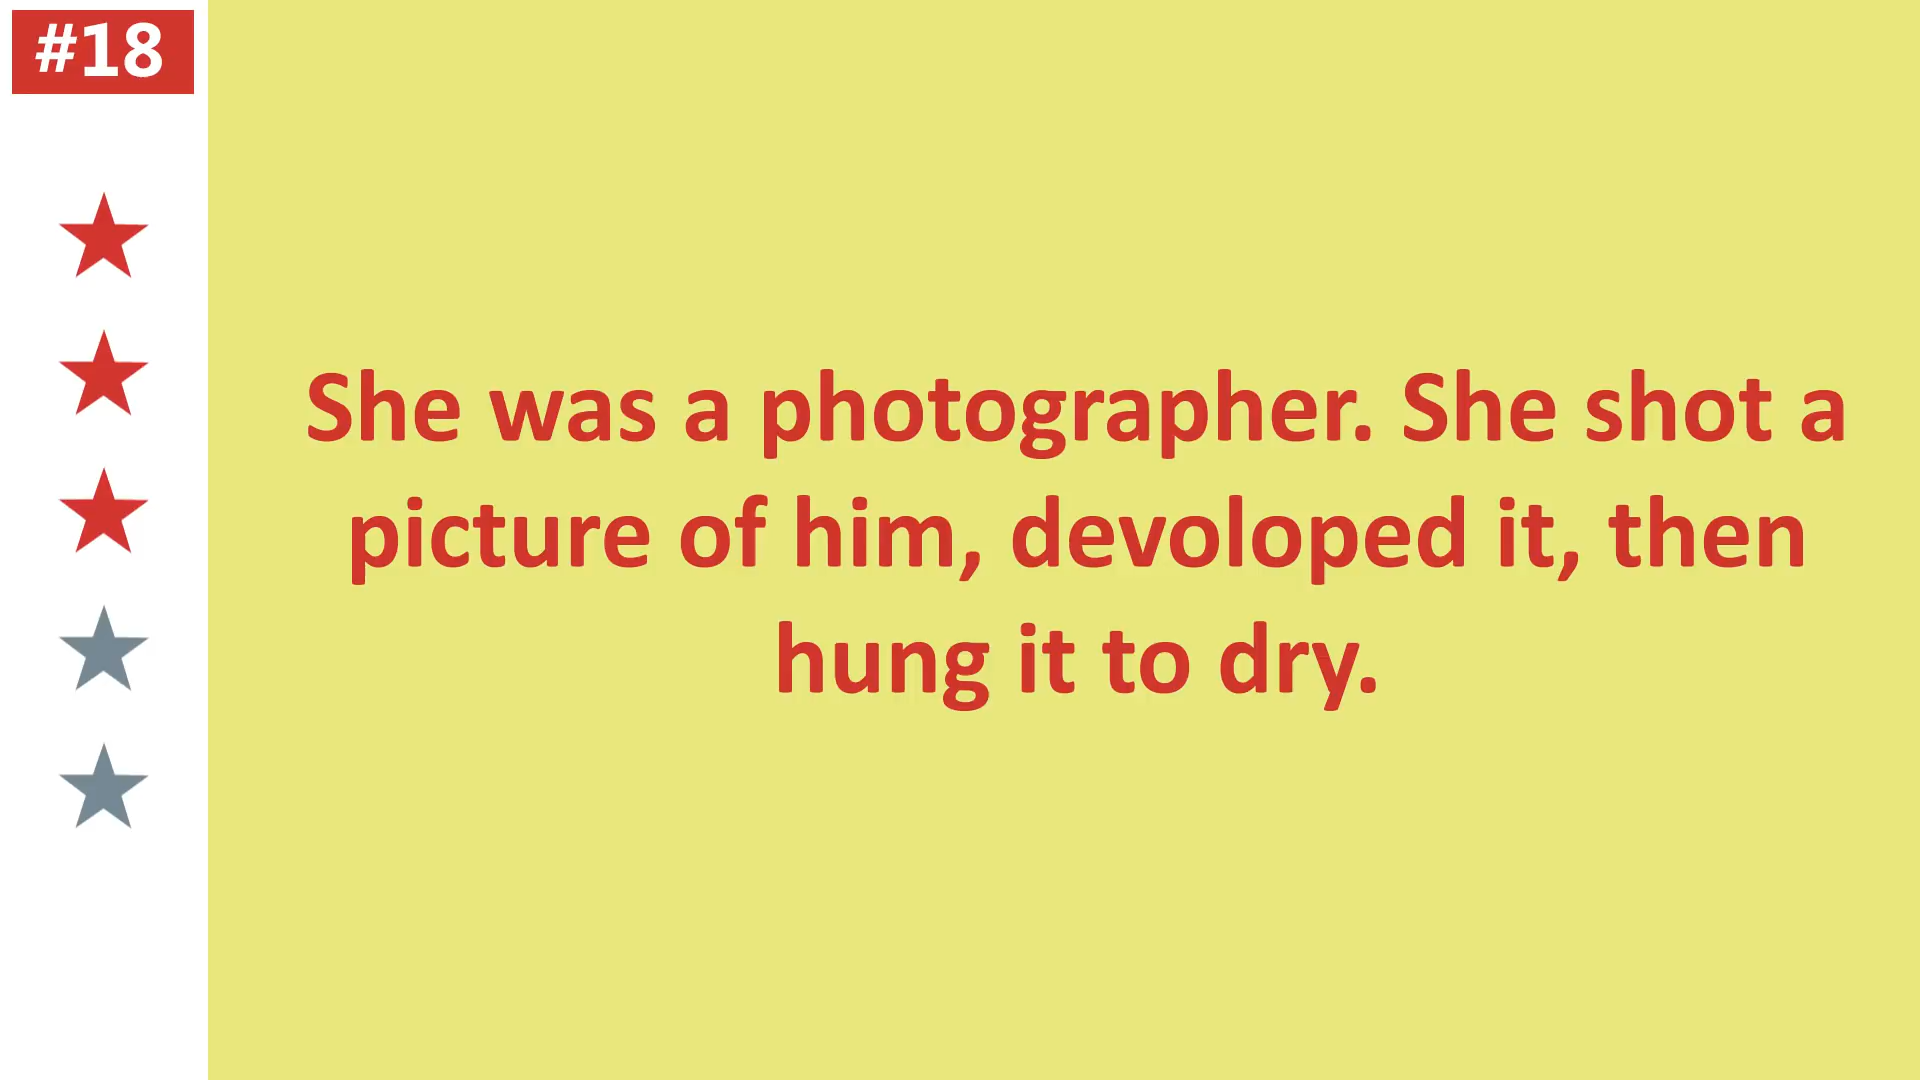 #18
She was a photographer. She shot a
picture of him, devoloped it, then
hung it to dry.